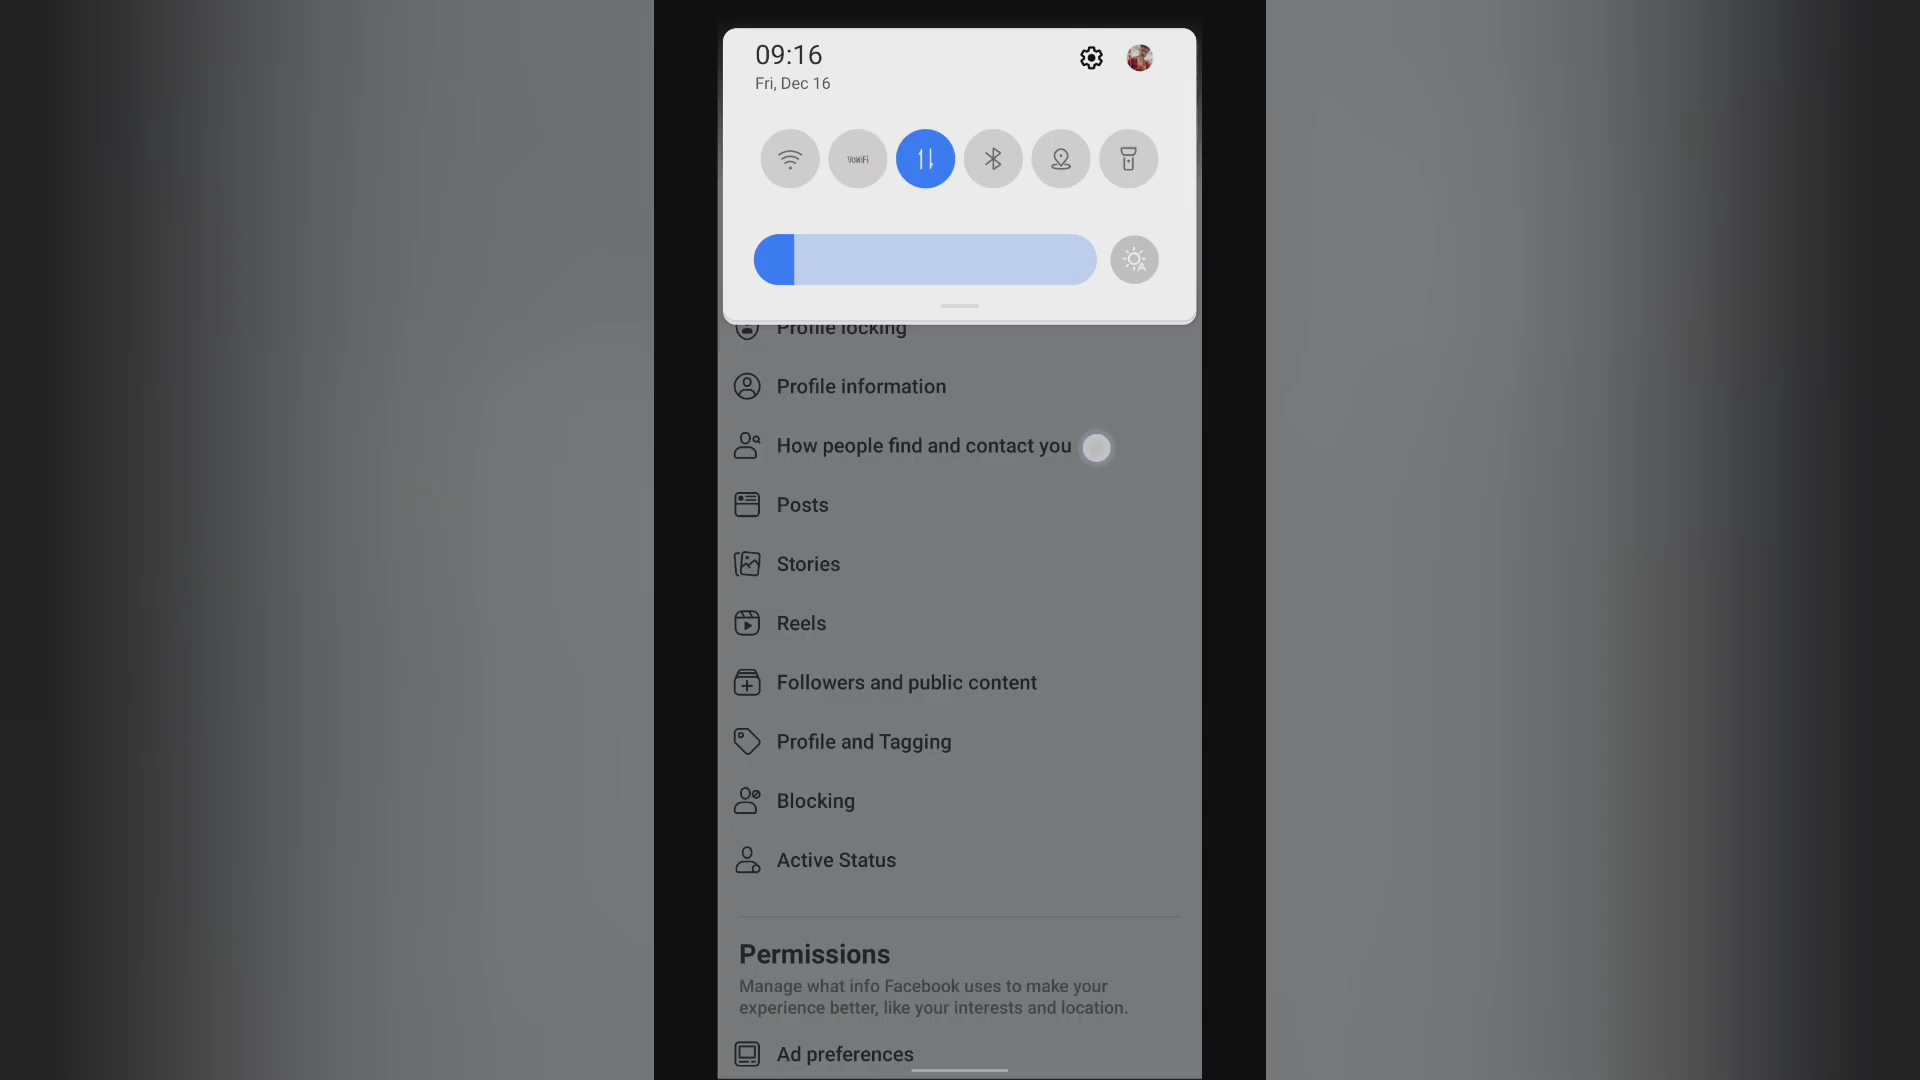 09:16
Fri, Dec 16
VoWiFi
Profile locking
Profile information
How people find and contact you
Posts
Stories
Reels
Followers and public content
Profile and Tagging
Blocking
Active Status
Permissions
Manage what info Facebook uses to make your
experience better, like your interests and location.
Ad preferences